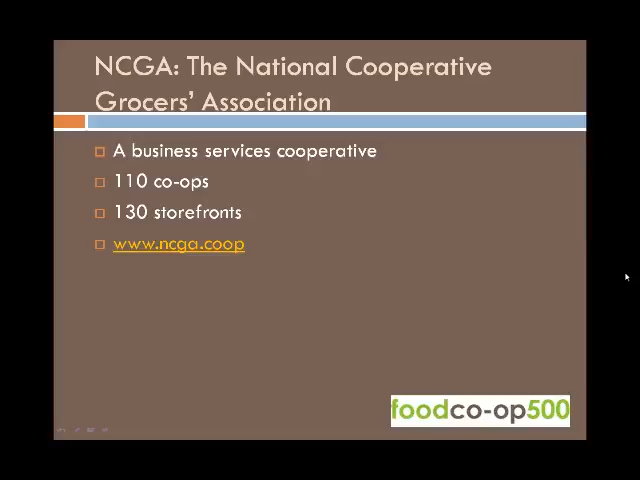 NCGA: The National Cooperative
Grocers' Association
A business services cooperative
110 co-ops
130 storefronts
www.ncga.coop
foodco-op500